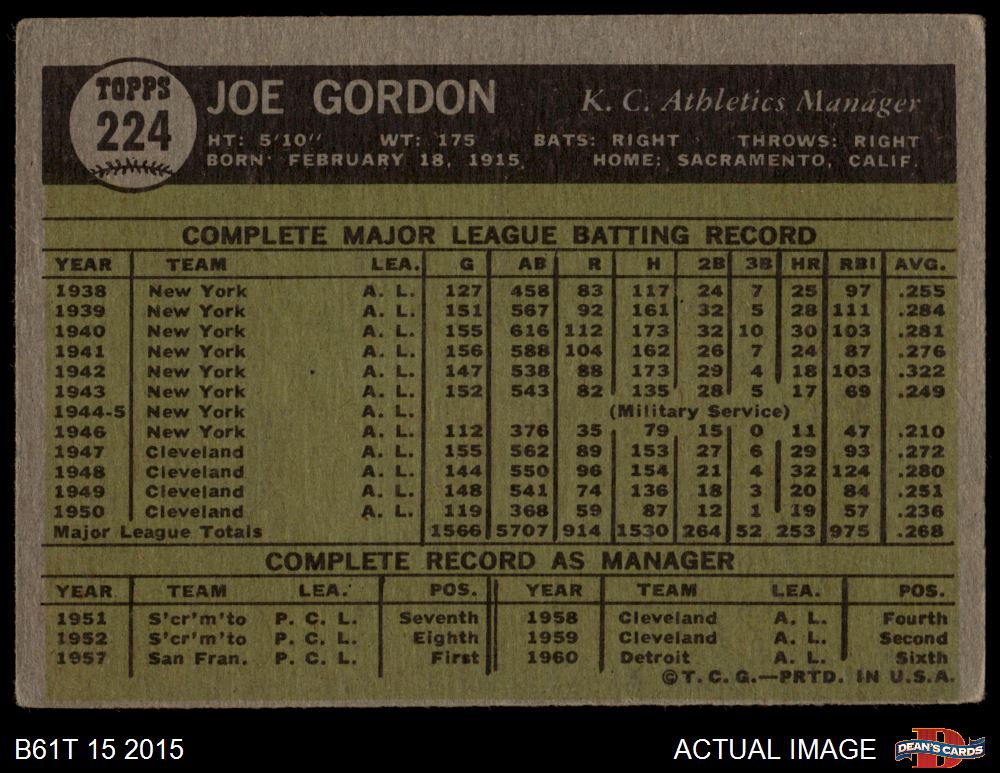 TOPPS
224
JOE GORDON K. C. Athletics Manager
HT: 5'10" WT: 175 BATS: RIGHT THROWS: RIGHT
BORN: FEBRUARY 18, 1915 HOME: SACRAMENTO, CALIF.
COMPLETE MAJOR LEAGUE BATTING RECORD
YEAR TEAM LEA. G AB R H 2B 3B HR RBI AVG.
1938 New York A. L. 127 458 83 117 24 7 25 97 .255
1939 New York A. L. 151 567 92 161 32 5 28 111 .284
1940 New York A. L. 155 616 112 173 32 10 30 103 .281
1941 New York A. L. 156 588 104 162 26 7 24 87 .276
1942 New York A. L. 147 538 88 173 29 4 18 103 .322
1943 New York A. L. 152 543 82 135 28 5 17 69 .249
1944-5 New York A. L. (Military Service)
1946 New York A. L. 112 376 35 79 15 0 11 47 .210
1947 Cleveland A. L. 155 562 89 153 27 6 29 93 .272
1948 Cleveland A. L. 144 550 96 154 21 4 32 124 .280
1949 Cleveland A. L. 148 541 74 136 18 3 20 84 .251
1950 Cleveland A. L. 119 368 59 87 12 1 19 57 .236
Major League Totals 1566 5707 914 1530 264 52 253 975 .268
COMPLETE RECORD AS MANAGER
YEAR TEAM LEA. POS. YEAR TEAM LEA. POS.
1951 S'cr'm'to P. C. L. Seventh 1958 Cleveland A. L. Fourth
1952 S'cr'm'to P. C. L. Eighth 1959 Cleveland A. L. Second
1957 San Fran. P. C. L. First 1960 Detroit A. L. Sixth
©T. C. G.—PRTD. IN U.S.A.
B61T 15 2015 ACTUAL IMAGE DEAN'S CARDS